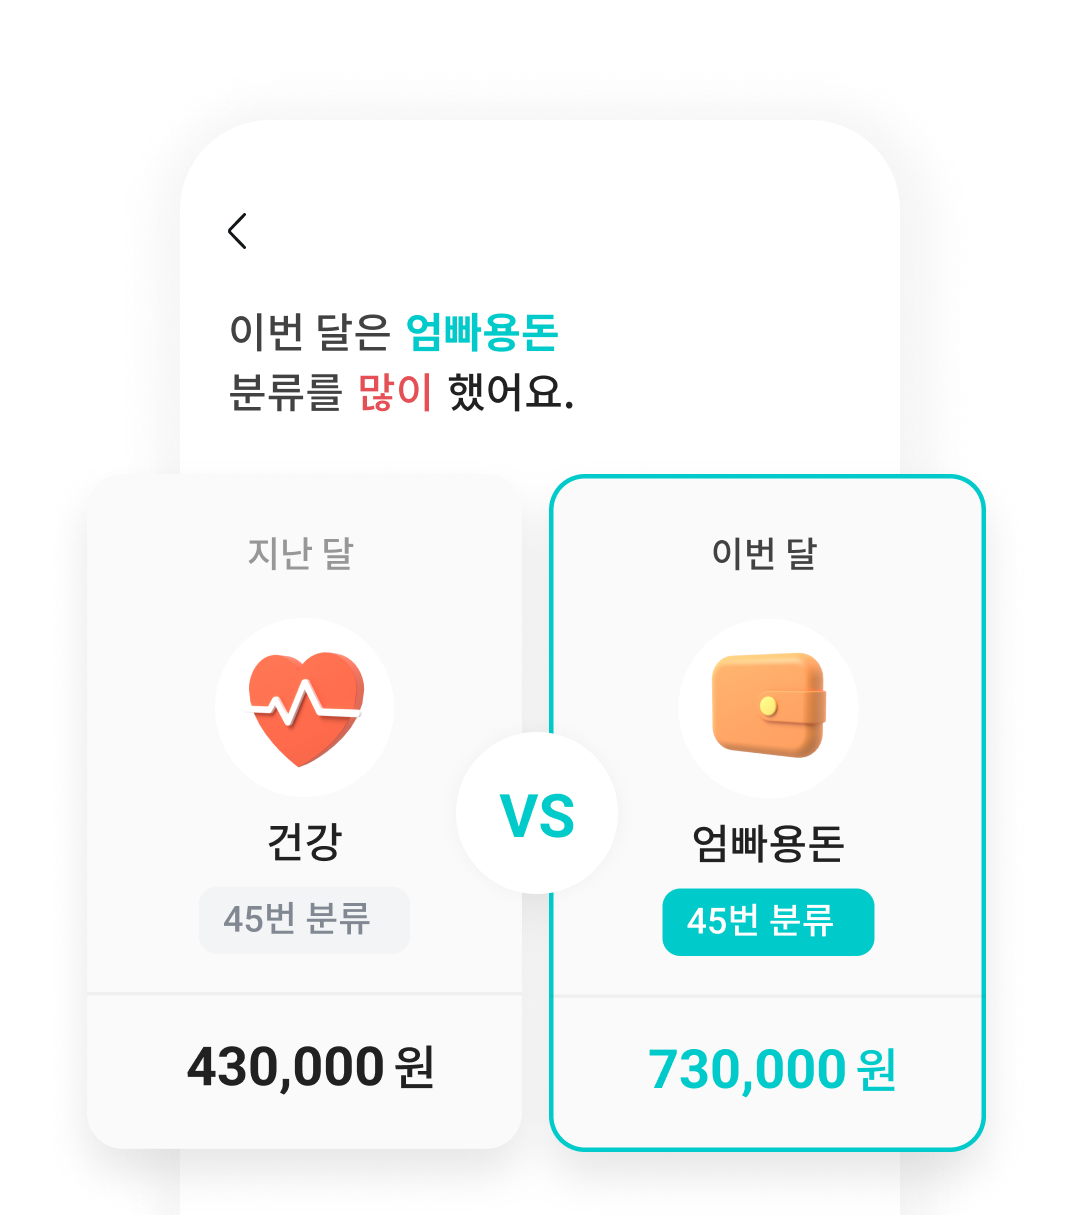 이번 달은 엄빠용돈
분류를 많이 했어요.
지난 달
건강
45번 분류
430,000 원
VS
이번 달
엄빠용돈
45번 분류
730,000 원